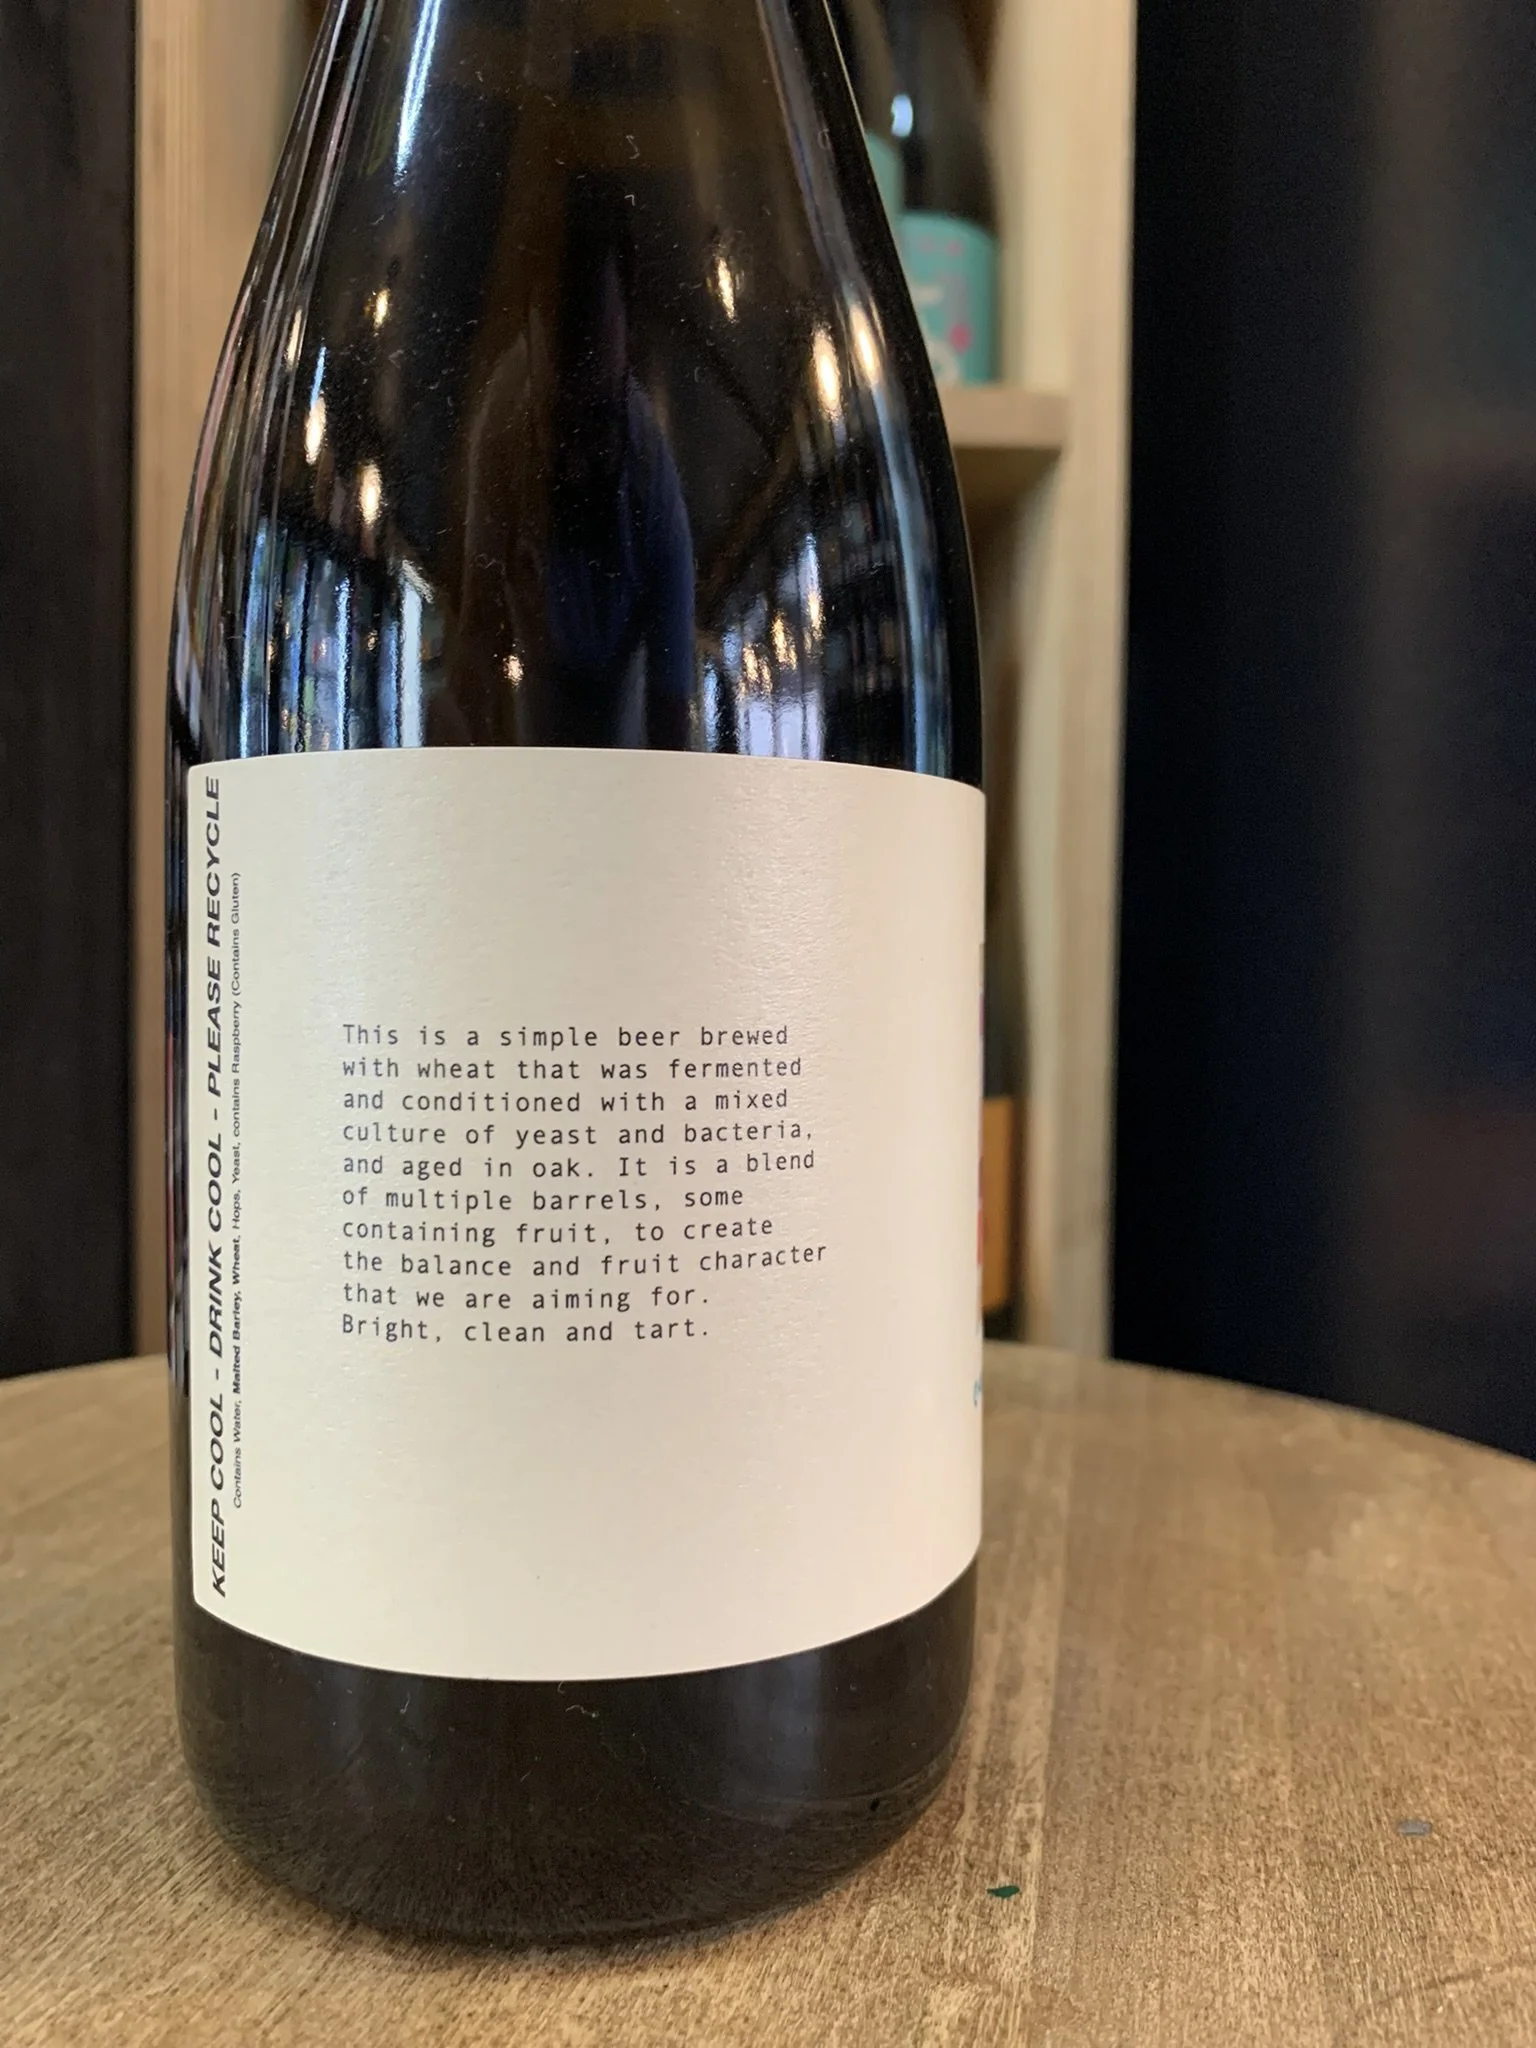 KEEP COOL - DRINK COOL - PLEASE RECYCLE
Contains Water, Malted Barley, Wheat, Hops, Yeast, contains Raspberry (Contains Gluten)
This is a simple beer brewed
with wheat that was fermented
and conditioned with a mixed
culture of yeast and bacteria,
and aged in oak. It is a blend
of multiple barrels, some
containing fruit, to create
the balance and fruit character
that we are aiming for.
Bright, clean and tart.